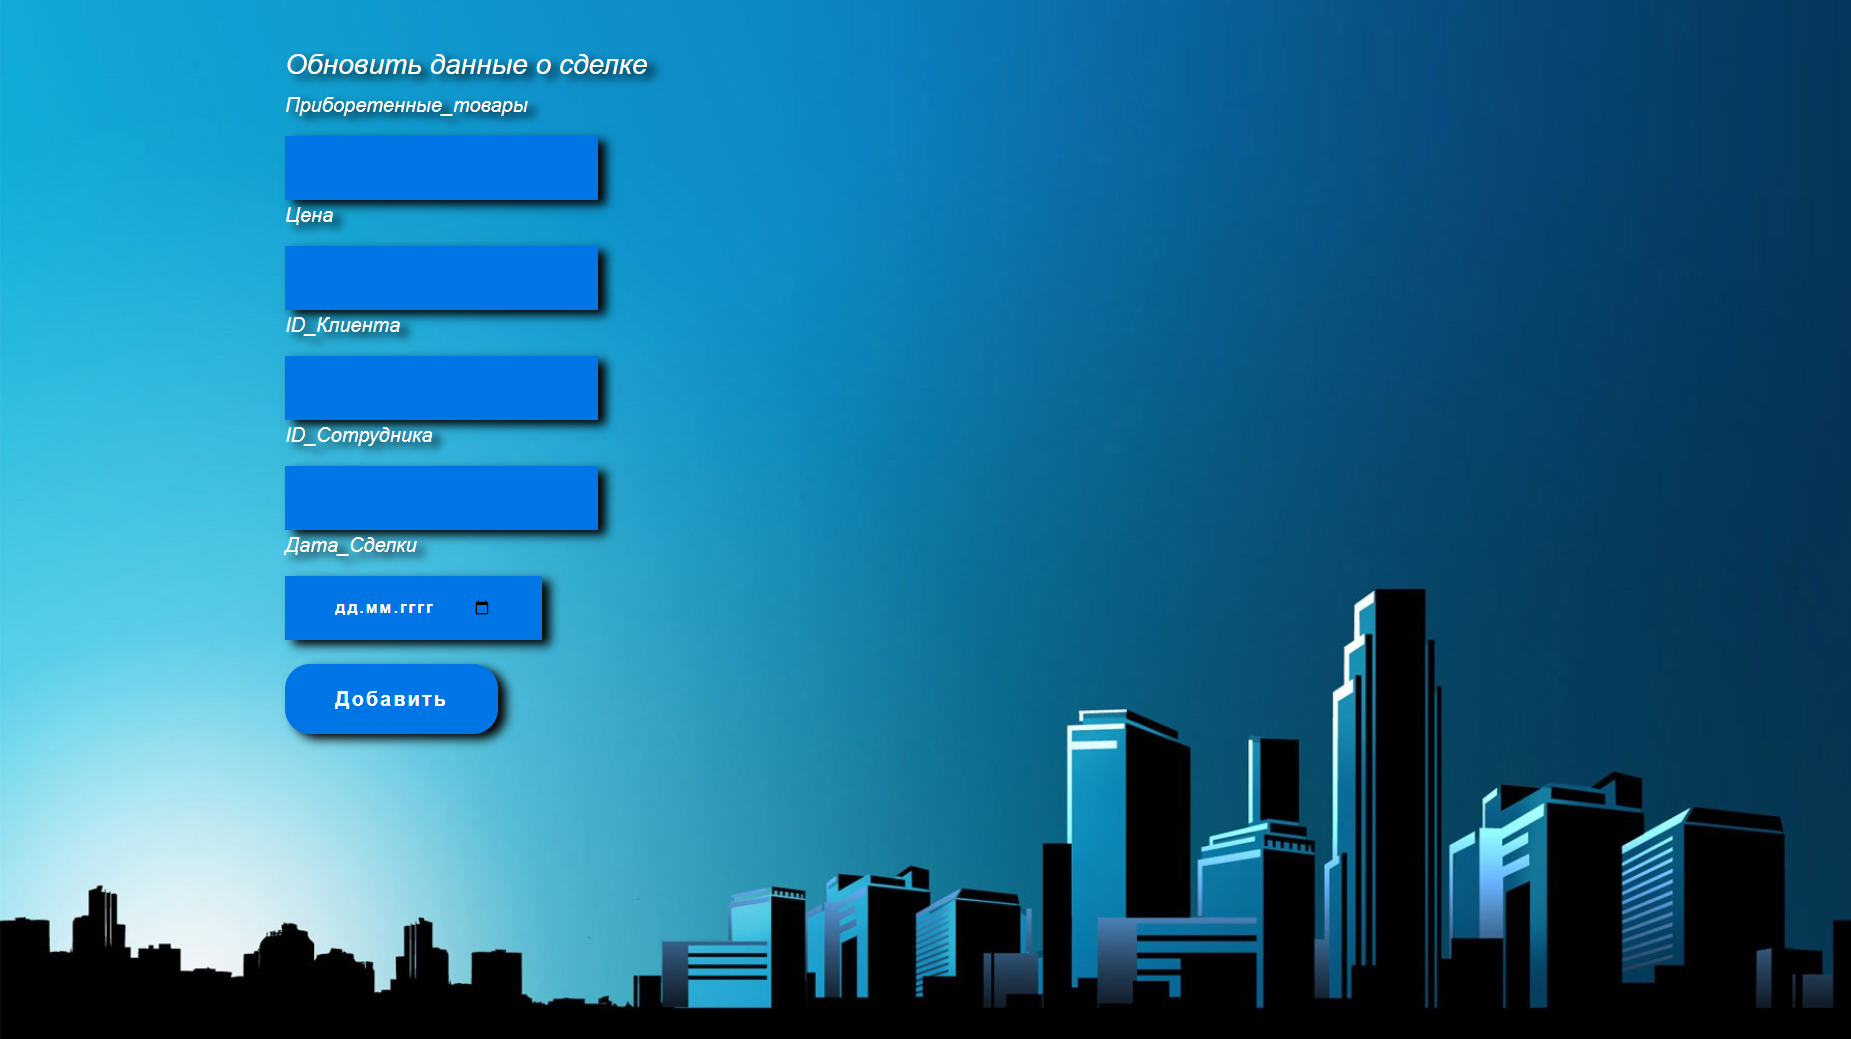 Обновить данные о сделке
Приборетенные_товары
Цена
ID_Клиента
ID_Сотрудника
Дата_Сделки
дд.мм.гггг
Добавить